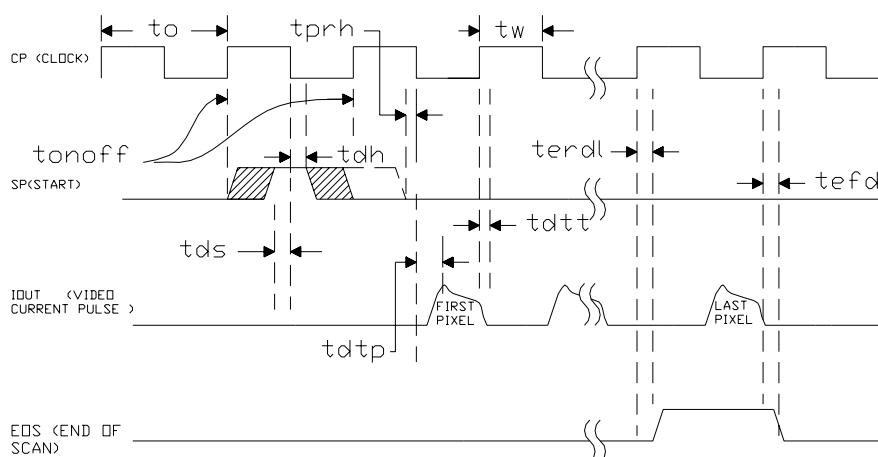 to
tprh
tw
CP (CLOCK)
tonoff
tdh
terdl
SP(START)
tefd
tds
tdtt
IOUT (VIDEO
CURRENT PULSE )
FIRST
PIXEL
LAST
PIXEL
tdtp
EOS (END OF
SCAN)